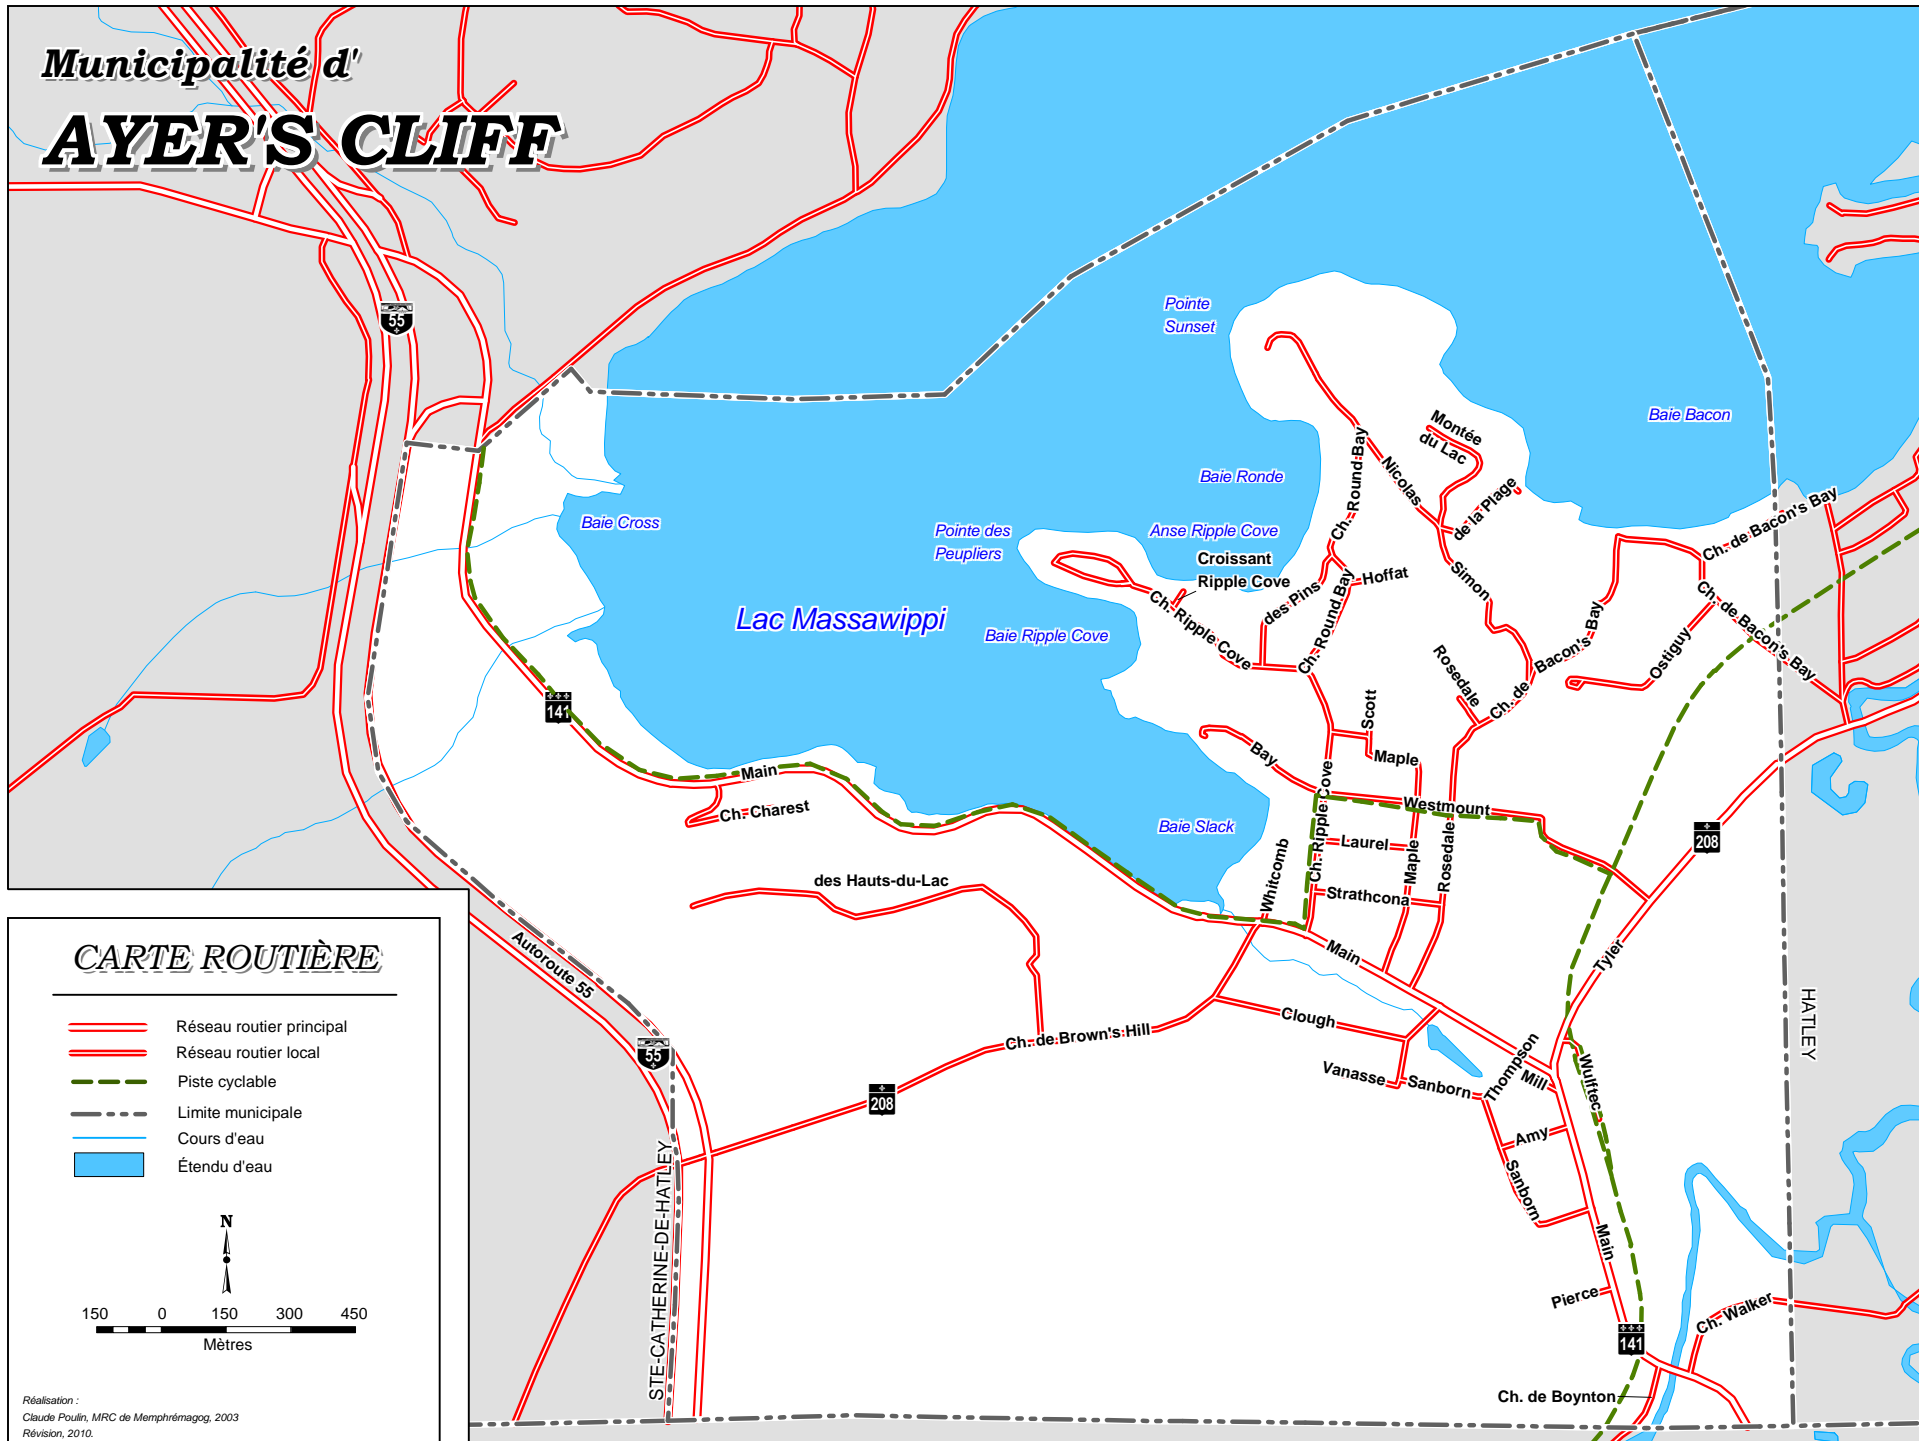 Municipalité d'
AYER'S CLIFF
55
Pointe
Sunset
Baie Bacon
Montée
du Lac
Ch. Round Bay
Nicolas
de la Plage
Baie Ronde
Baie Cross
Pointe des
Peupliers
Anse Ripple Cove
Croissant
Ripple Cove
Ch. de Bacon's Bay
Lac Massawippi
Baie Ripple Cove
Ch. Ripple Cove
des Pins
Ch. Round Bay
Hoffat
Simon
Ch. de Bacon's Bay
Ch. de Bacon's Bay
Ostiguy
Rosedale
141
Scott
Maple
Bay
Main
Ch. Charest
Westmount
Baie Slack
Ch. Ripple Cove
Laurel
Maple
Rosedale
208
des Hauts-du-Lac
Whitcomb
Strathcona
Autoroute 55
Main
Tyler
HATLEY
Clough
Ch. de Brown's Hill
55
208
Vanasse
Sanborn
Thompson
Mill
Wulftec
Amy
Sanborn
STE-CATHERINE-DE-HATLEY
Main
Pierce
Ch. Walker
141
Ch. de Boynton
CARTE ROUTIÈRE
Réseau routier principal
Réseau routier local
Piste cyclable
Limite municipale
Cours d'eau
Étendu d'eau
N
150 0 150 300 450
Mètres
Réalisation :
Claude Poulin, MRC de Memphrémagog, 2003
Révision, 2010.